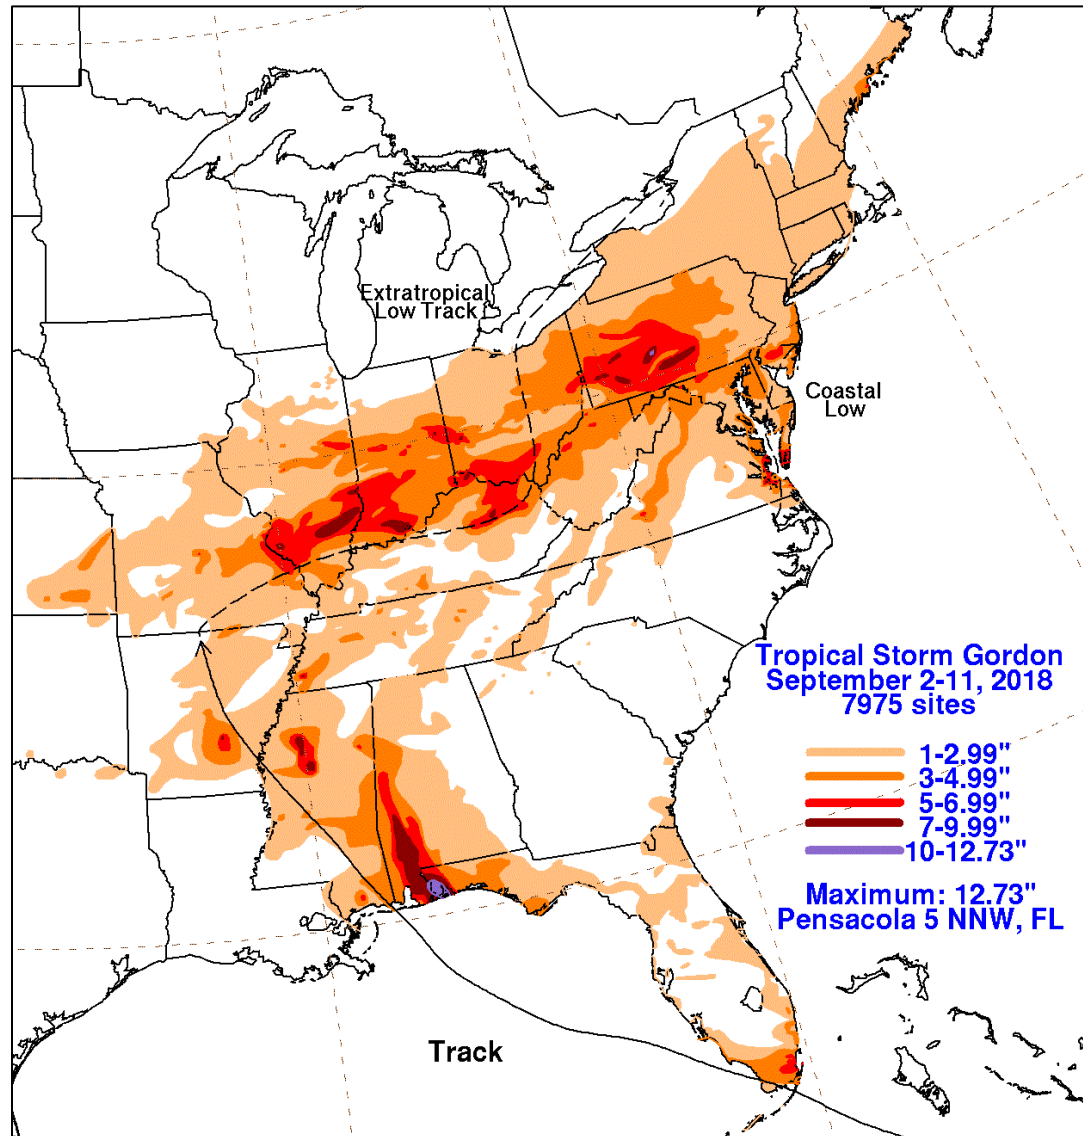 Extratropical
Low Track
Coastal
Low
Tropical Storm Gordon
September 2-11, 2018
7975 sites
1-2.99"
3-4.99"
5-6.99"
7-9.99"
10-12.73"
Maximum: 12.73"
Pensacola 5 NNW, FL
Track